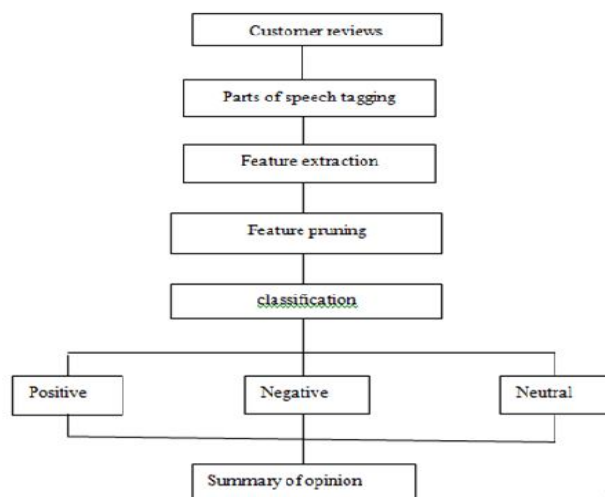 Customer reviews
Parts of speech tagging
Feature extraction
Feature pruning
classification
Positive
Negative
Neutral
Summary of opinion